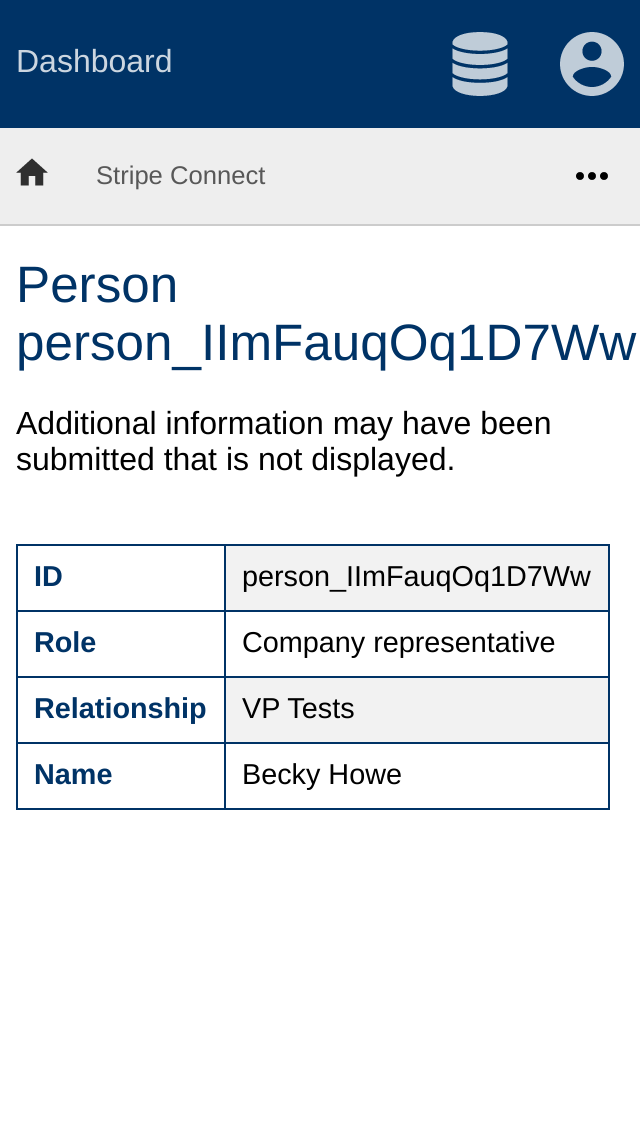 Dashboard
Stripe Connect
Person
person_IImFauqOq1D7Ww
Additional information may have been
submitted that is not displayed.
ID person_IImFauqOq1D7Ww
Role Company representative
Relationship VP Tests
Name Becky Howe